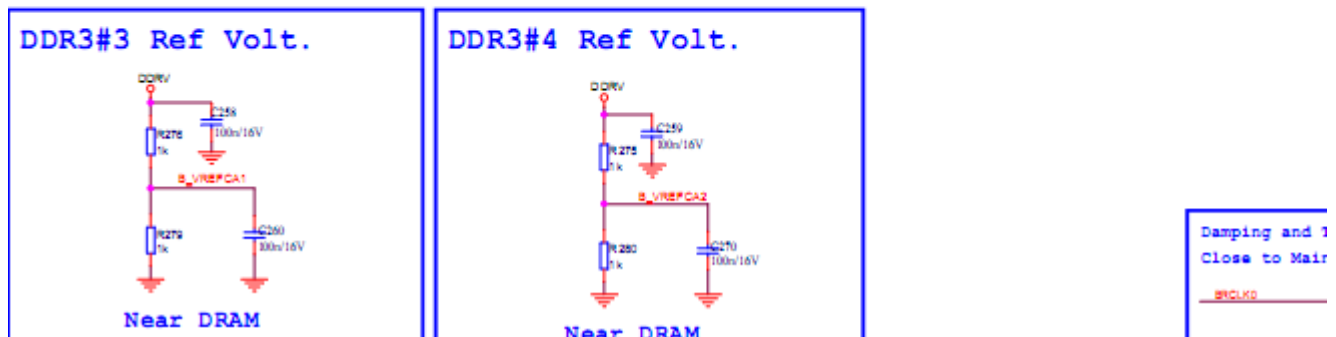 DDR3#3 Ref Volt.
DDRV
C258
100n/16V
R276
1k
B_VREFCA1
R279
1k
C260
100n/16V
Near DRAM
DDR3#4 Ref Volt.
DDRV
C259
100n/16V
R275
1k
B_VREFCA2
R280
1k
C270
100n/16V
Near DRAM
Damping and T
Close to Main
BRCLK0